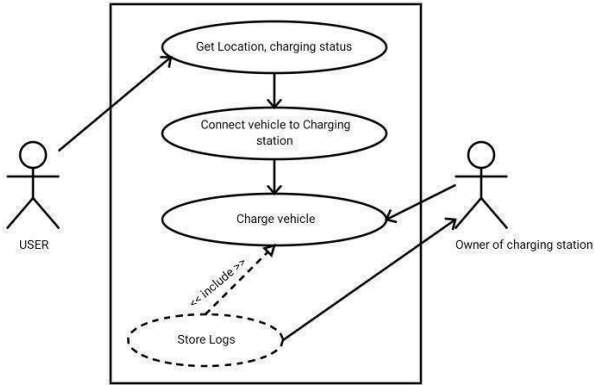 Get Location, charging status
Connect vehicle to Charging
station
Charge vehicle
USER
Owner of charging station
<< include >>
Store Logs